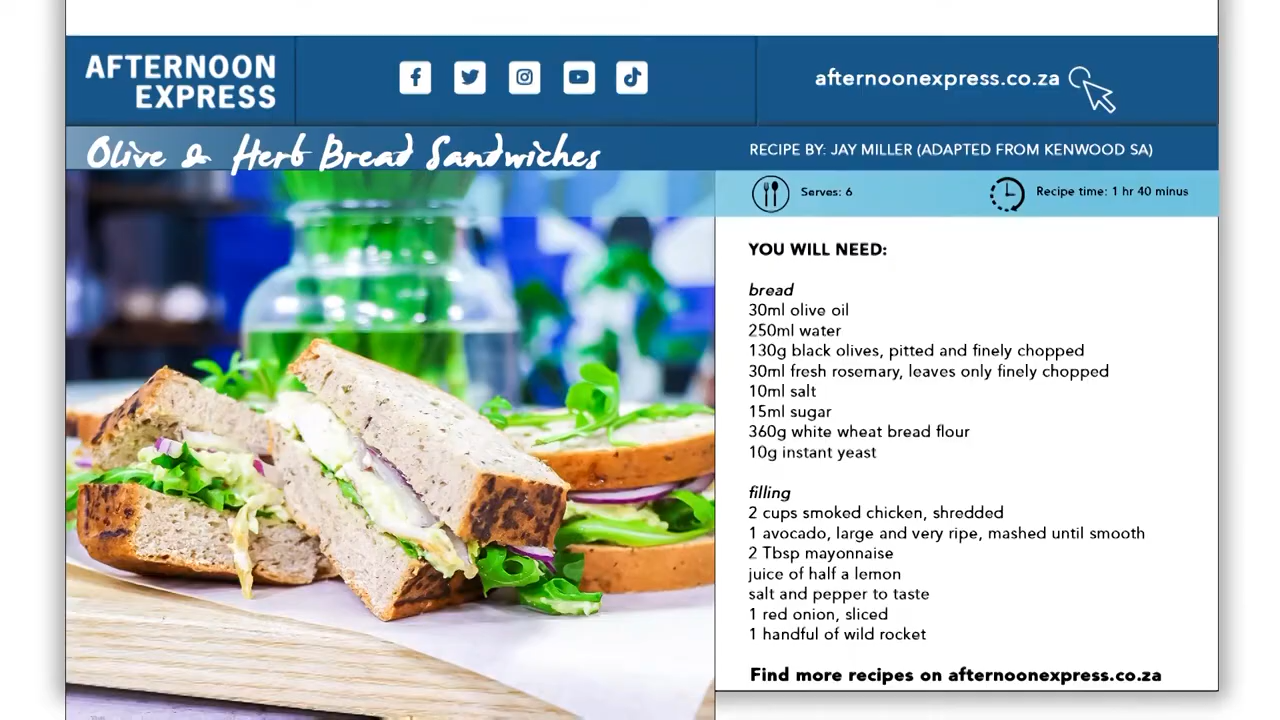 AFTERNOON
EXPRESS
afternoonexpress.co.za
Olive & Herb Bread Sandwiches
RECIPE BY: JAY MILLER (ADAPTED FROM KENWOOD SA)
Serves: 6
Recipe time: 1 hr 40 minus
YOU WILL NEED:
bread
30ml olive oil
250ml water
130g black olives, pitted and finely chopped
30ml fresh rosemary, leaves only finely chopped
10ml salt
15ml sugar
360g white wheat bread flour
10g instant yeast
filling
2 cups smoked chicken, shredded
1 avocado, large and very ripe, mashed until smooth
2 Tbsp mayonnaise
juice of half a lemon
salt and pepper to taste
1 red onion, sliced
1 handful of wild rocket
Find more recipes on afternoonexpress.co.za